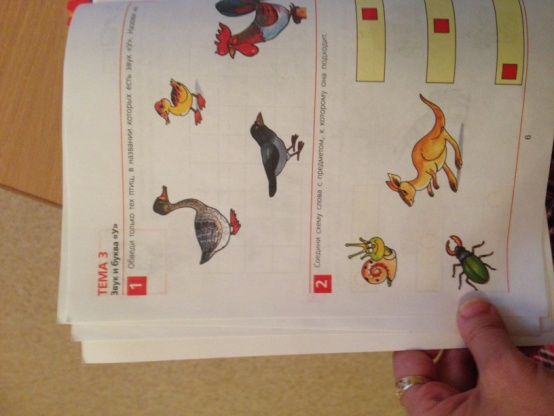 ТЕМА 3
Звук и буква «У»
1 Обведи только тех птиц, в названии которых есть звук «У». Назови и
2 Соедини схему слова с предметом, к которому она подходит.
6